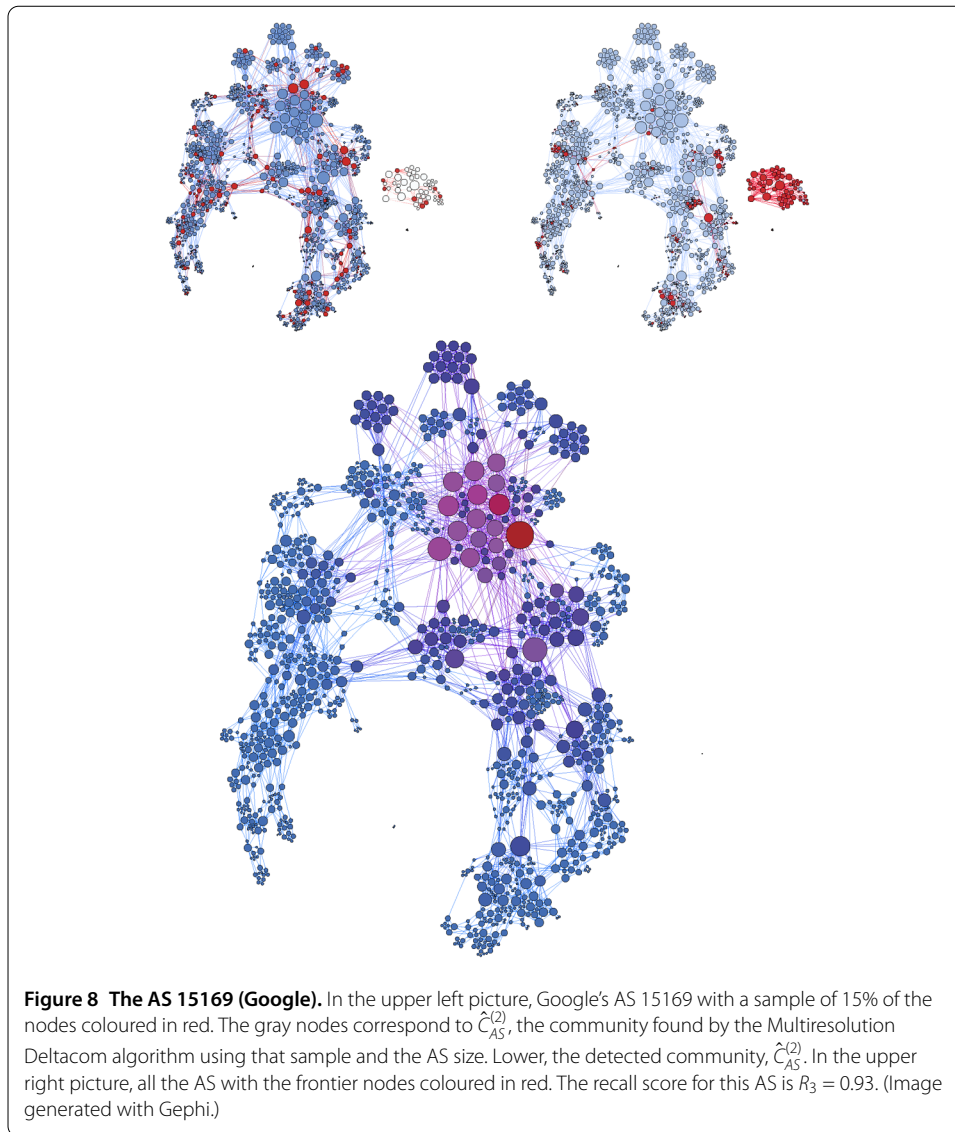 Figure 8 The AS 15169 (Google). In the upper left picture, Google's AS 15169 with a sample of 15% of the
nodes coloured in red. The gray nodes correspond to Ĉ_AS^(2), the community found by the Multiresolution
Deltacom algorithm using that sample and the AS size. Lower, the detected community, Ĉ_AS^(2). In the upper
right picture, all the AS with the frontier nodes coloured in red. The recall score for this AS is R₃ = 0.93. (Image
generated with Gephi.)